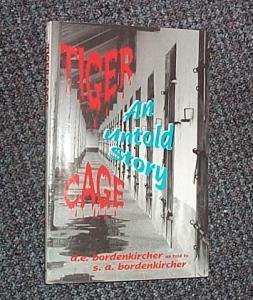 TIGER
CAGE
An
untold
story
d.e. bordenkircher as told to
s. a. bordenkircher